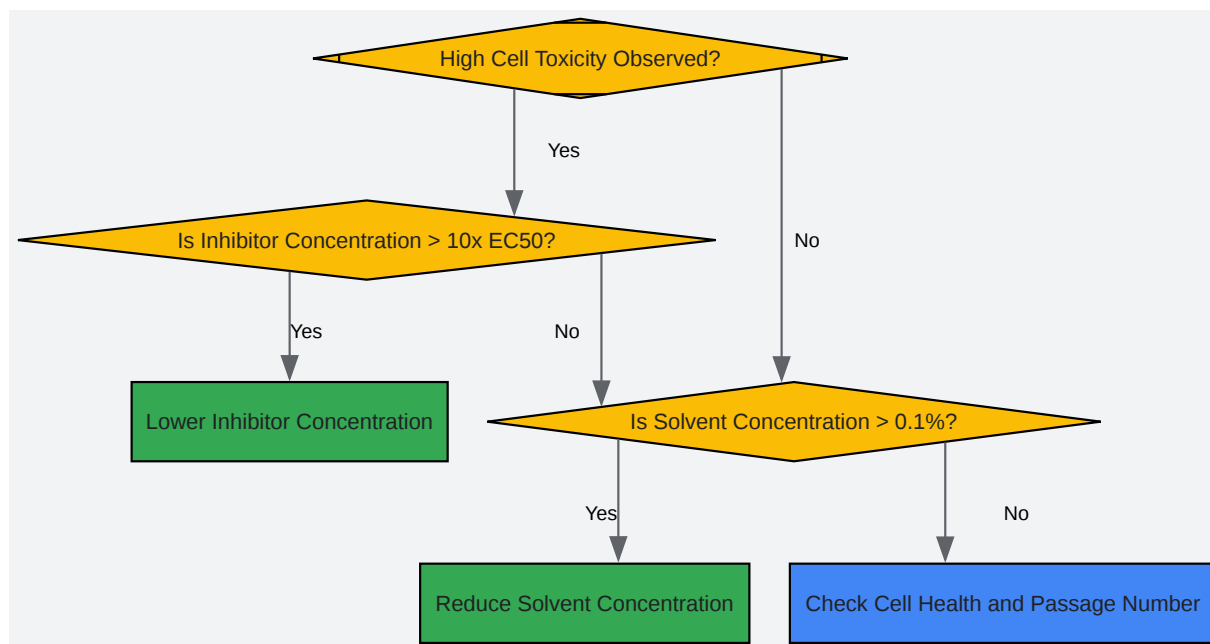 High Cell Toxicity Observed?
Yes
Is Inhibitor Concentration > 10x EC50?
No
Yes
No
Lower Inhibitor Concentration
Is Solvent Concentration > 0.1%?
Yes
No
Reduce Solvent Concentration
Check Cell Health and Passage Number